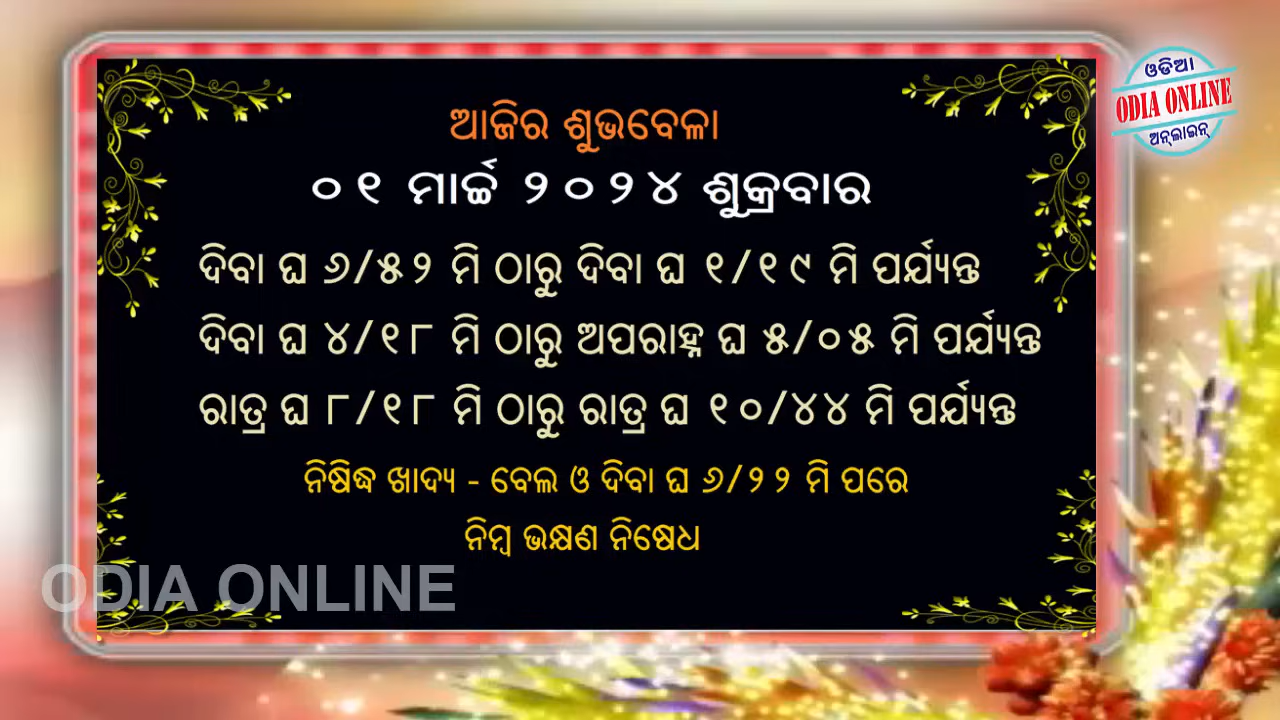 ଆଜିର ଶୁଭବେଳା
୦୧ ମାର୍ଚ୍ଚ ୨୦୨୪ ଶୁକ୍ରବାର
ଦିବା ଘ ୬/୫୨ ମି ଠାରୁ ଦିବା ଘ ୧/୧୯ ମି ପର୍ଯ୍ୟନ୍ତ
ଦିବା ଘ ୪/୧୮ ମି ଠାରୁ ଅପରାହ୍ନ ଘ ୫/୦୫ ମି ପର୍ଯ୍ୟନ୍ତ
ରାତ୍ର ଘ ୮/୧୮ ମି ଠାରୁ ରାତ୍ର ଘ ୧୦/୪୪ ମି ପର୍ଯ୍ୟନ୍ତ
ନିଷିଦ୍ଧ ଖାଦ୍ୟ - ବେଲ ଓ ଦିବା ଘ ୬/୨୨ ମି ପରେ
ନିମ୍ବ ଭକ୍ଷଣ ନିଷେଧ
ODIA ONLINE
ଓଡିଆ
ODIA ONLINE
ଅନ୍‌ଲାଇନ୍